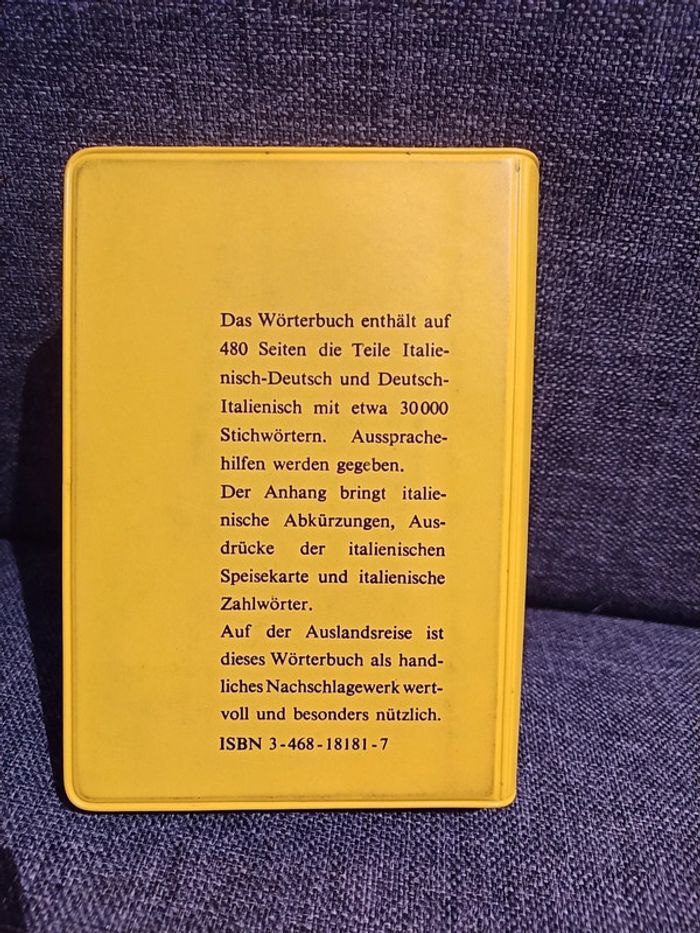 Das Wörterbuch enthält auf
480 Seiten die Teile Italie-
nisch-Deutsch und Deutsch-
Italienisch mit etwa 30 000
Stichwörtern. Aussprache-
hilfen werden gegeben.
Der Anhang bringt italie-
nische Abkürzungen, Aus-
drücke der italienischen
Speisekarte und italienische
Zahlwörter.
Auf der Auslandsreise ist
dieses Wörterbuch als hand-
liches Nachschlagewerk wert-
voll und besonders nützlich.
ISBN 3-468-18181-7